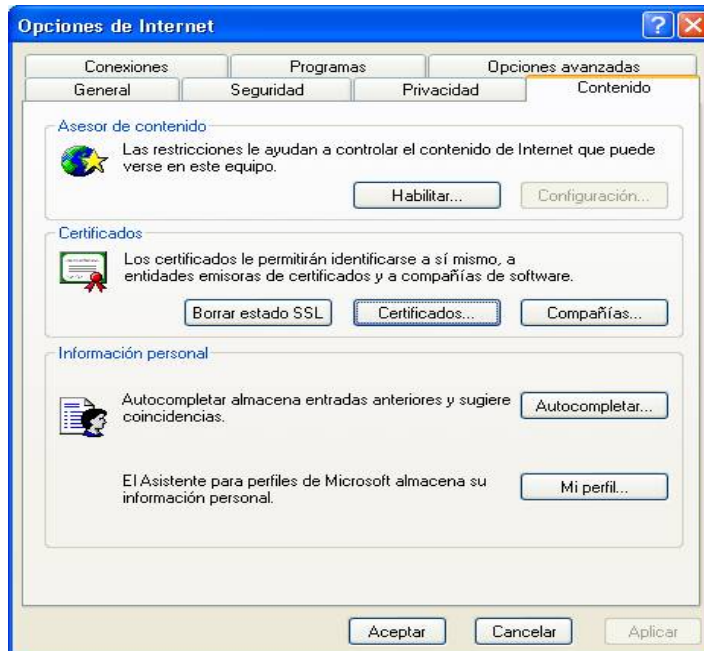 Opciones de Internet
Conexiones
Programas
Opciones avanzadas
General
Seguridad
Privacidad
Contenido
Asesor de contenido
Las restricciones le ayudan a controlar el contenido de Internet que puede
verse en este equipo.
Habilitar...
Configuración...
Certificados
Los certificados le permitirán identificarse a sí mismo, a
entidades emisoras de certificados y a compañías de software.
Borrar estado SSL
Certificados...
Compañías...
Información personal
Autocompletar almacena entradas anteriores y sugiere
coincidencias.
Autocompletar...
El Asistente para perfiles de Microsoft almacena su
información personal.
Mi perfil...
Aceptar
Cancelar
Aplicar